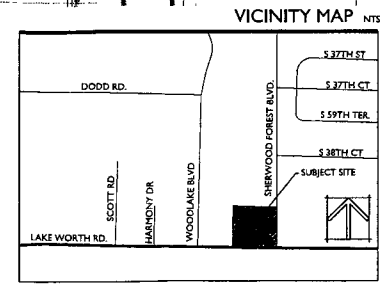 VICINITY MAP NTS
S 37TH ST
DODD RD.
S 37TH CT.
S 59TH TER.
SHERWOOD FOREST BLVD.
S 38TH CT
SUBJECT SITE
SCOTT RD
HARMONY DR
WOODLAKE BLVD
LAKE WORTH RD.